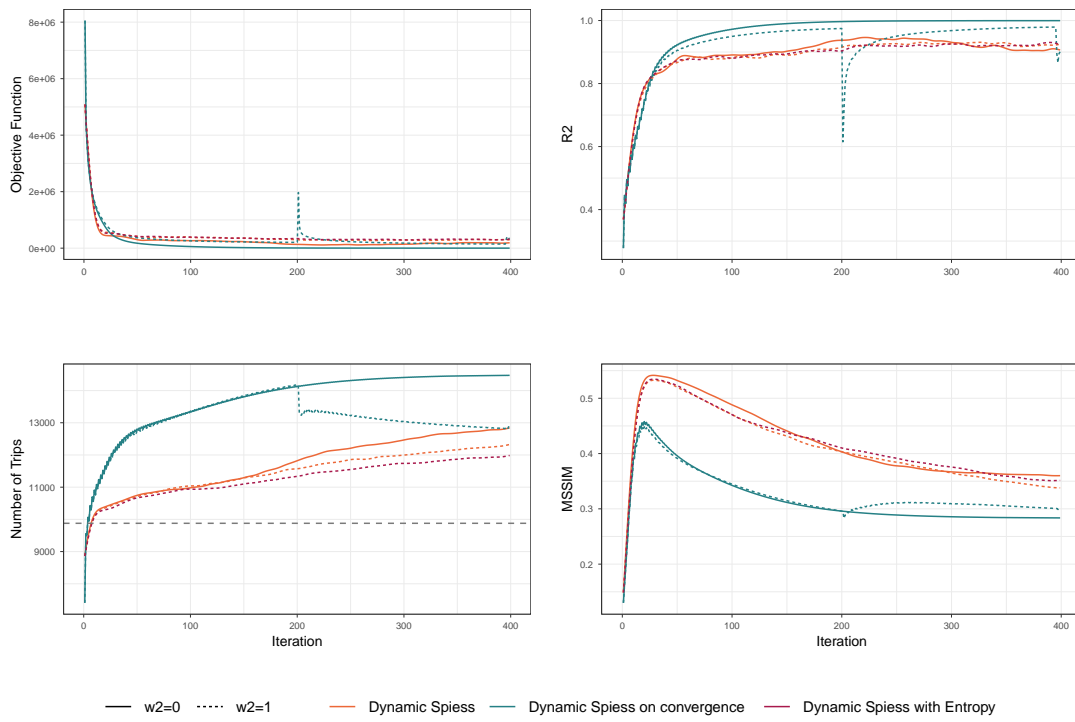 8e+06
6e+06
4e+06
2e+06
0e+00
Objective Function
0 100 200 300 400
1.0
0.8
0.6
0.4
R2
0 100 200 300 400
13000
11000
9000
Number of Trips
0 100 200 300 400
Iteration
0.5
0.4
0.3
0.2
MSSIM
0 100 200 300 400
Iteration
w2=0 w2=1 Dynamic Spiess Dynamic Spiess on convergence Dynamic Spiess with Entropy